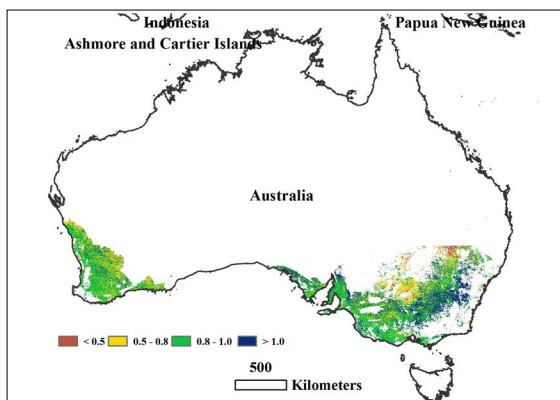 Indonesia
Papua New Guinea
Ashmore and Cartier Islands
Australia
< 0.5 0.5 - 0.8 0.8 - 1.0 > 1.0
500
Kilometers